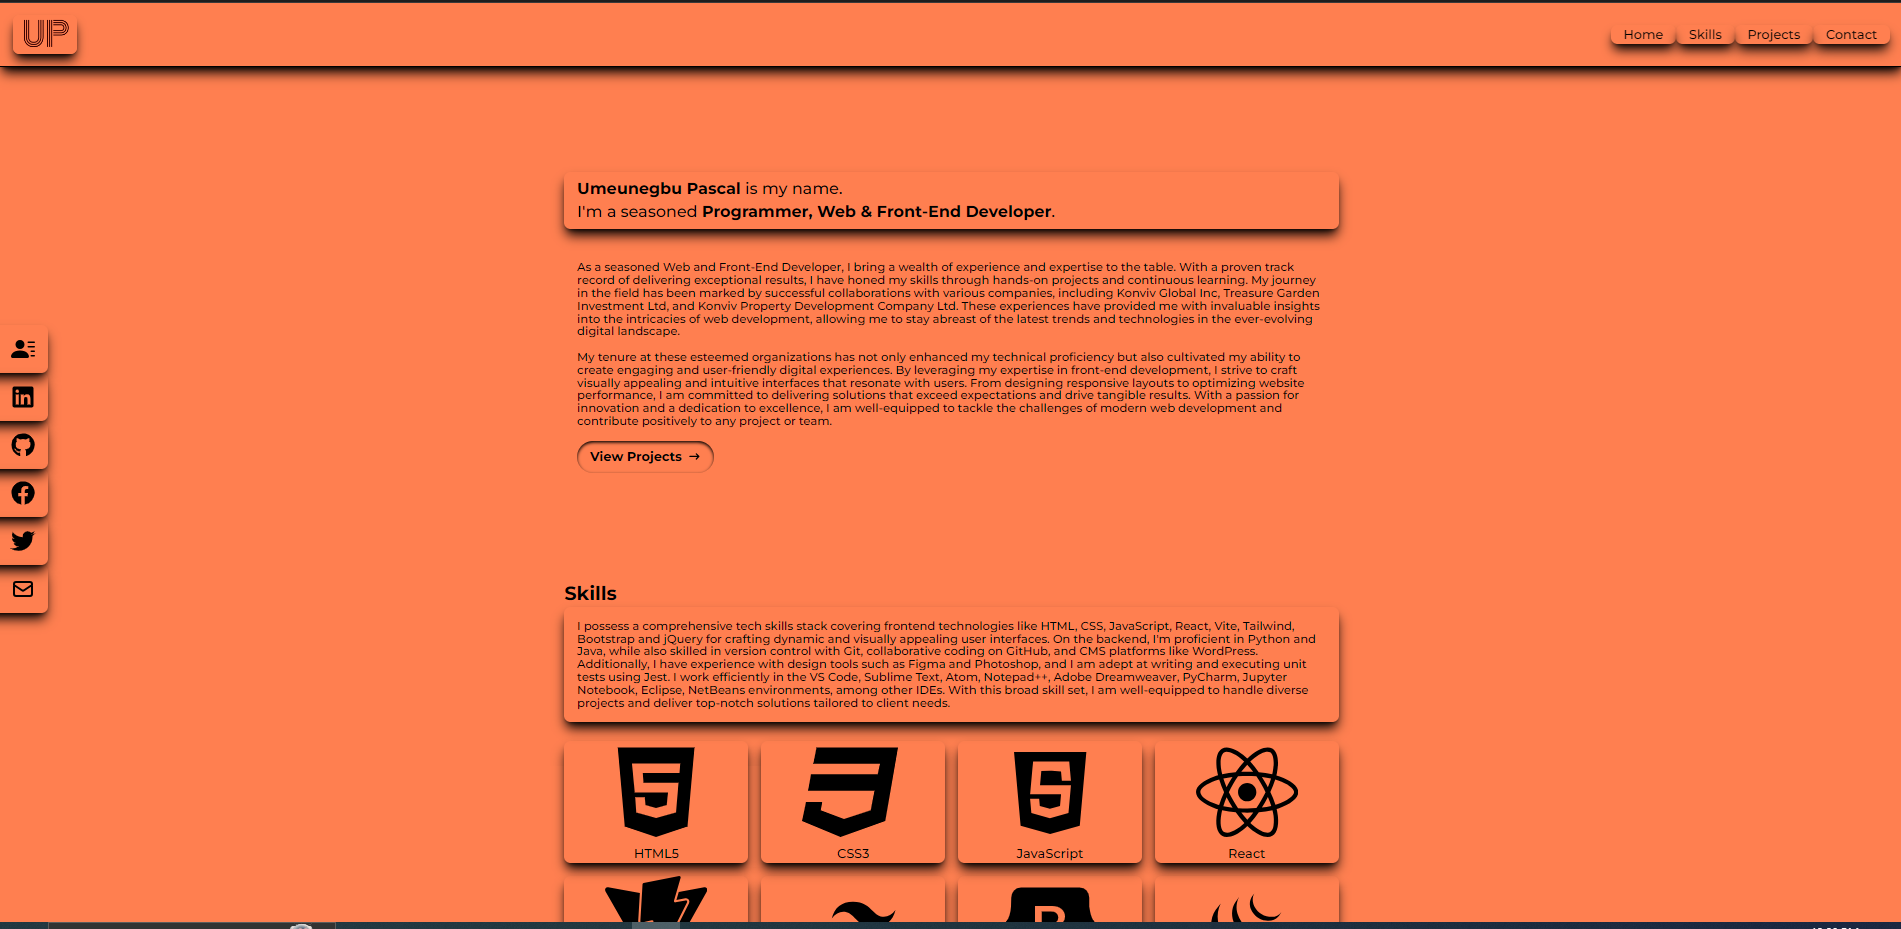 UP
Home Skills Projects Contact
Umeunegbu Pascal is my name.
I'm a seasoned Programmer, Web & Front-End Developer.
As a seasoned Web and Front-End Developer, I bring a wealth of experience and expertise to the table. With a proven track
record of delivering exceptional results, I have honed my skills through hands-on projects and continuous learning. My journey
in the field has been marked by successful collaborations with various companies, including Konviv Global Inc, Treasure Garden
Investment Ltd, and Konviv Property Development Company Ltd. These experiences have provided me with invaluable insights
into the intricacies of web development, allowing me to stay abreast of the latest trends and technologies in the ever-evolving
digital landscape.
My tenure at these esteemed organizations has not only enhanced my technical proficiency but also cultivated my ability to
create engaging and user-friendly digital experiences. By leveraging my expertise in front-end development, I strive to craft
visually appealing and intuitive interfaces that resonate with users. From designing responsive layouts to optimizing website
performance, I am committed to delivering solutions that exceed expectations and drive tangible results. With a passion for
innovation and a dedication to excellence, I am well-equipped to tackle the challenges of modern web development and
contribute positively to any project or team.
View Projects →
Skills
I possess a comprehensive tech skills stack covering frontend technologies like HTML, CSS, JavaScript, React, Vite, Tailwind,
Bootstrap and jQuery for crafting dynamic and visually appealing user interfaces. On the backend, I'm proficient in Python and
Java, while also skilled in version control with Git, collaborative coding on GitHub, and CMS platforms like WordPress.
Additionally, I have experience with design tools such as Figma and Photoshop, and I am adept at writing and executing unit
tests using Jest. I work efficiently in the VS Code, Sublime Text, Atom, Notepad++, Adobe Dreamweaver, PyCharm, Jupyter
Notebook, Eclipse, NetBeans environments, among other IDEs. With this broad skill set, I am well-equipped to handle diverse
projects and deliver top-notch solutions tailored to client needs.
HTML5 CSS3 JavaScript React